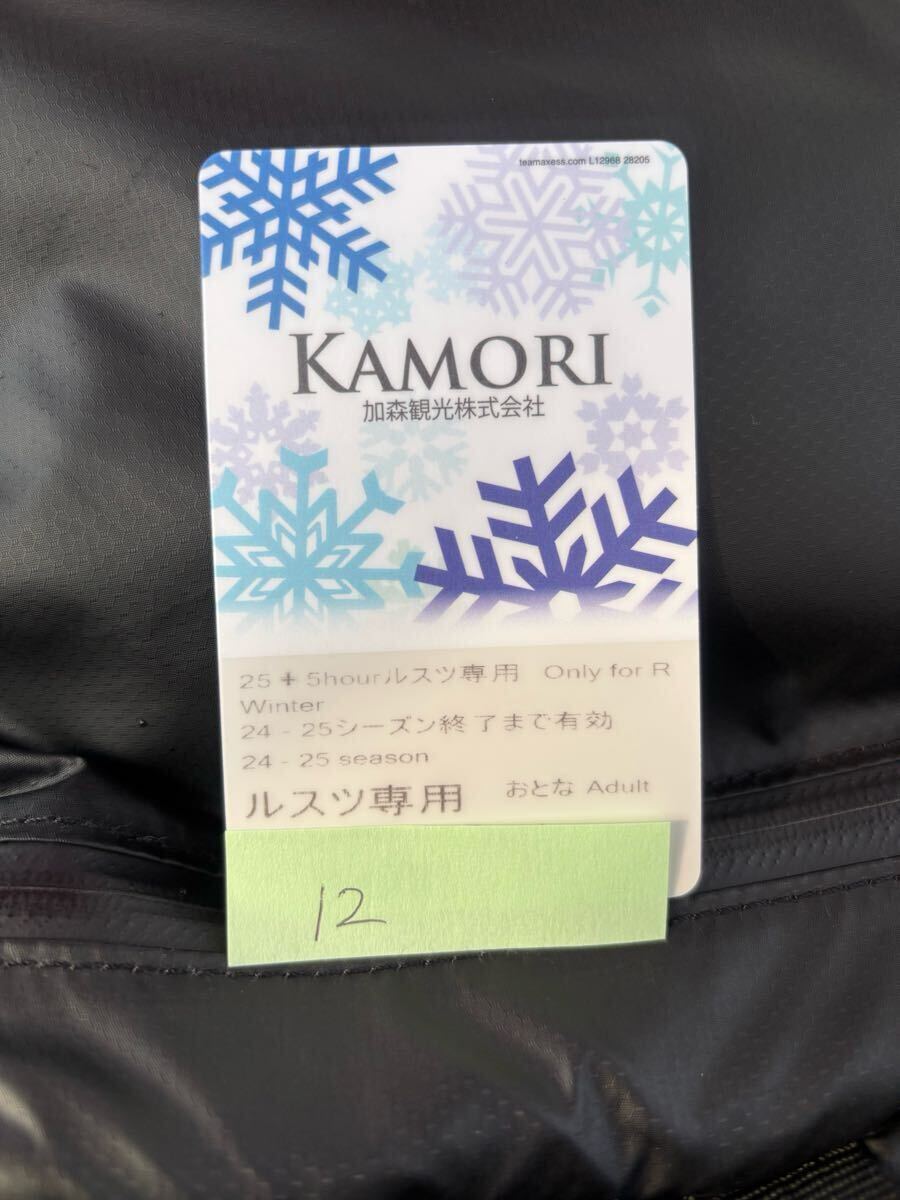 teamaxess.com L12968 28205
KAMORI
加森観光株式会社
25+5hourルスツ専用 Only for R
Winter
24 - 25シーズン終了まで有効
24 - 25 season
ルスツ専用 おとな Adult
12